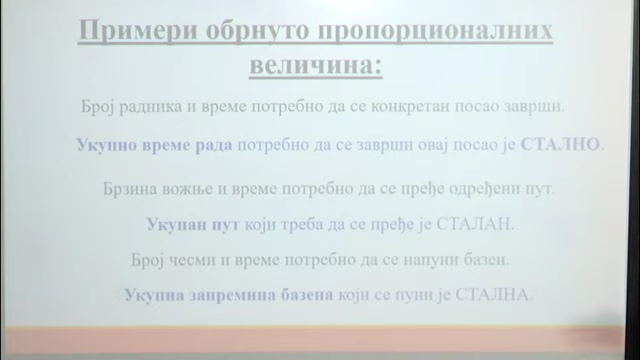 Примери обрнуто пропорционалних
величина:
Број радника и време потребно да се конкретан посао заврши.
Укупно време рада потребно да се заврши овај посао је СТАЛНО.
Брзина вожње и време потребно да се пређе одређени пут.
Укупан пут који треба да се пређе је СТАЛАН.
Број чесми и време потребно да се напуни базен.
Укупна запремина базена који се пуни је СТАЛНА.